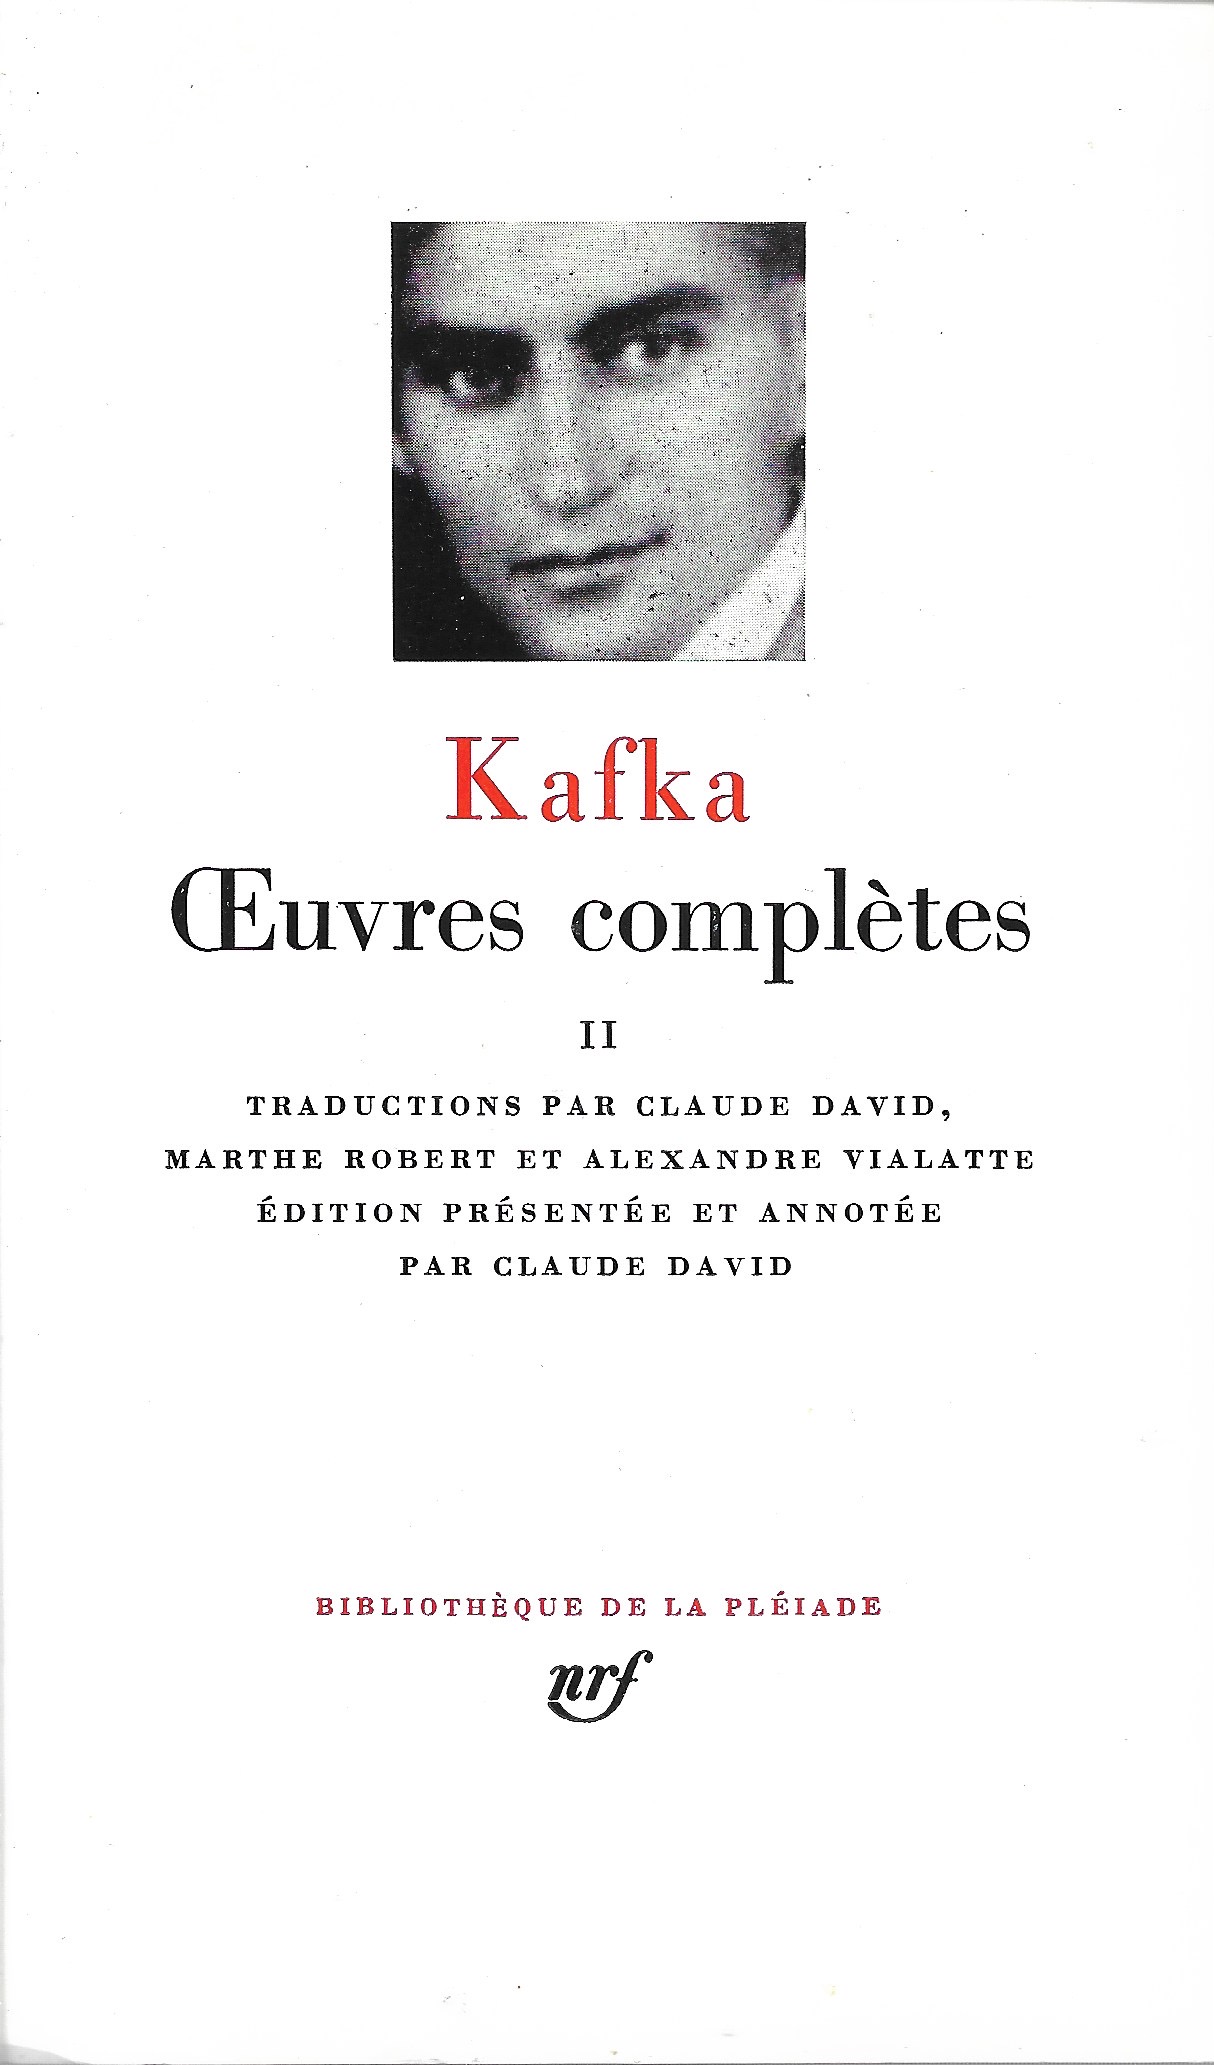 Kafka
Œuvres complètes
II
TRADUCTIONS PAR CLAUDE DAVID,
MARTHE ROBERT ET ALEXANDRE VIALATTE
ÉDITION PRÉSENTÉE ET ANNOTÉE
PAR CLAUDE DAVID
BIBLIOTHÈQUE DE LA PLÉIADE
nrf